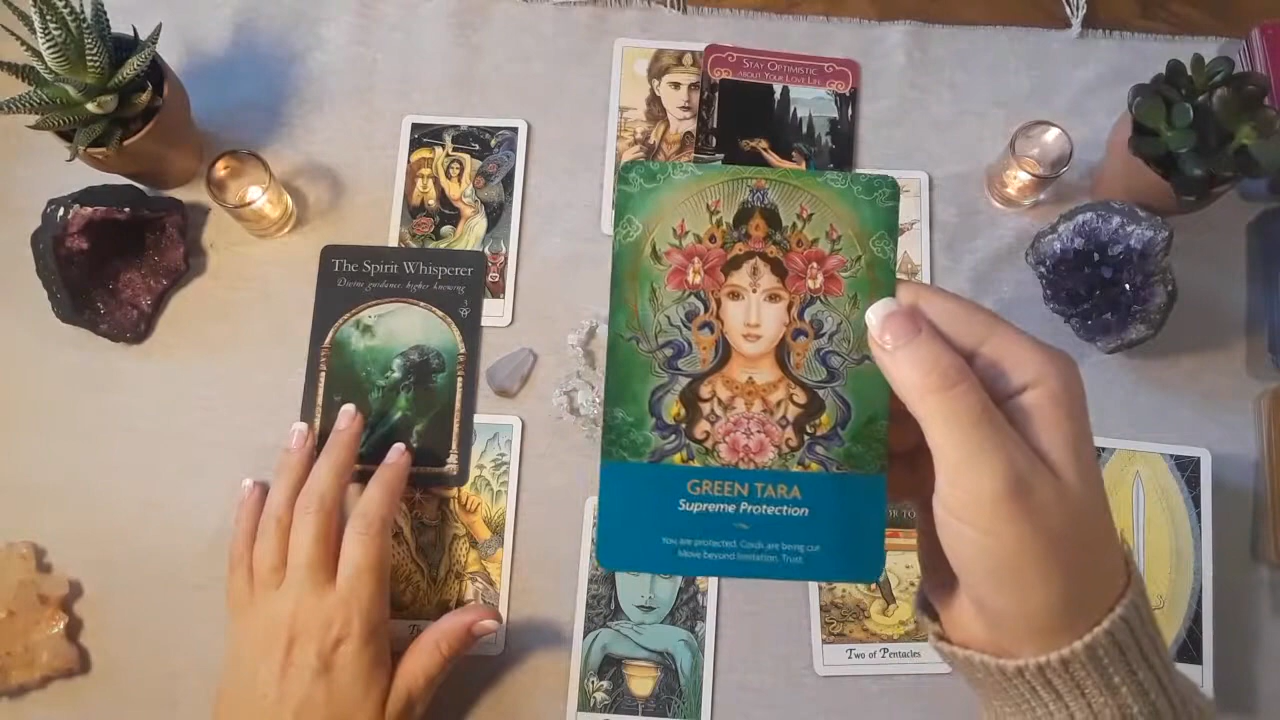 STAY OPTIMISTIC
ABOUT YOUR LOVE LIFE
The Spirit Whisperer
Divine guidance, higher knowing
3
GREEN TARA
Supreme Protection
You are protected. Cords are being cut.
Move beyond limitation. Trust.
Two of Pentacles